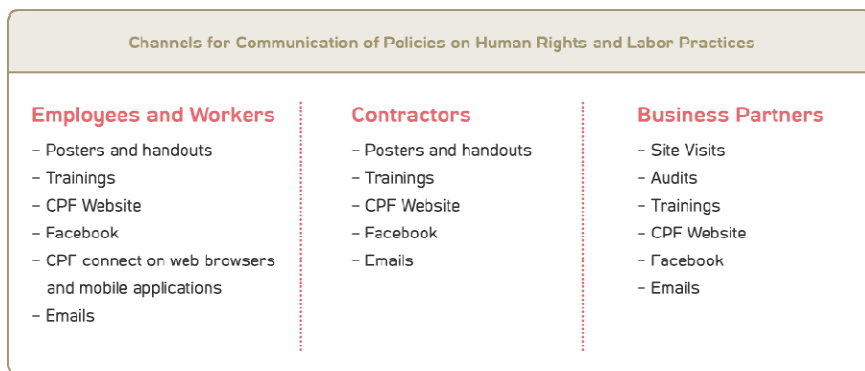 Channels for Communication of Policies on Human Rights and Labor Practices
Employees and Workers
– Posters and handouts
– Trainings
– CPF Website
– Facebook
– CPF connect on web browsers
and mobile applications
– Emails
Contractors
– Posters and handouts
– Trainings
– CPF Website
– Facebook
– Emails
Business Partners
– Site Visits
– Audits
– Trainings
– CPF Website
– Facebook
– Emails